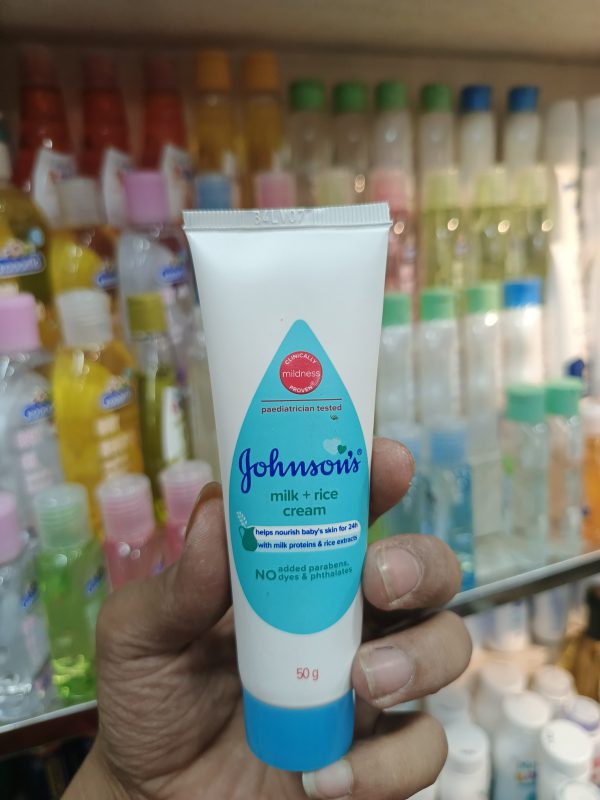 CLINICALLY
mildness
PROVEN
paediatrician tested
Johnson's
milk + rice
cream
helps nourish baby's skin for 24h
with milk proteins & rice extracts
NO added parabens,
dyes & phthalates
50 g